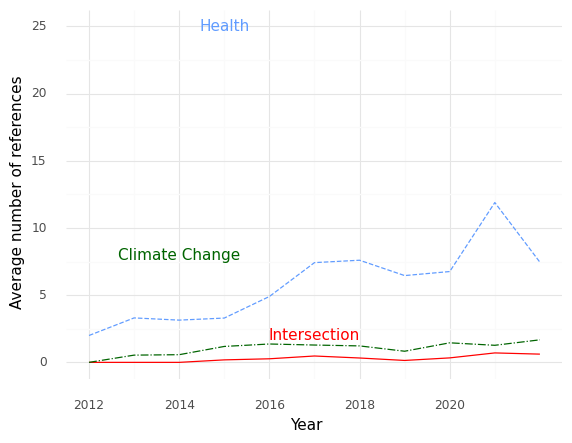 Health
Climate Change
Intersection
25
20
15
10
5
0
Average number of references
2012 2014 2016 2018 2020
Year